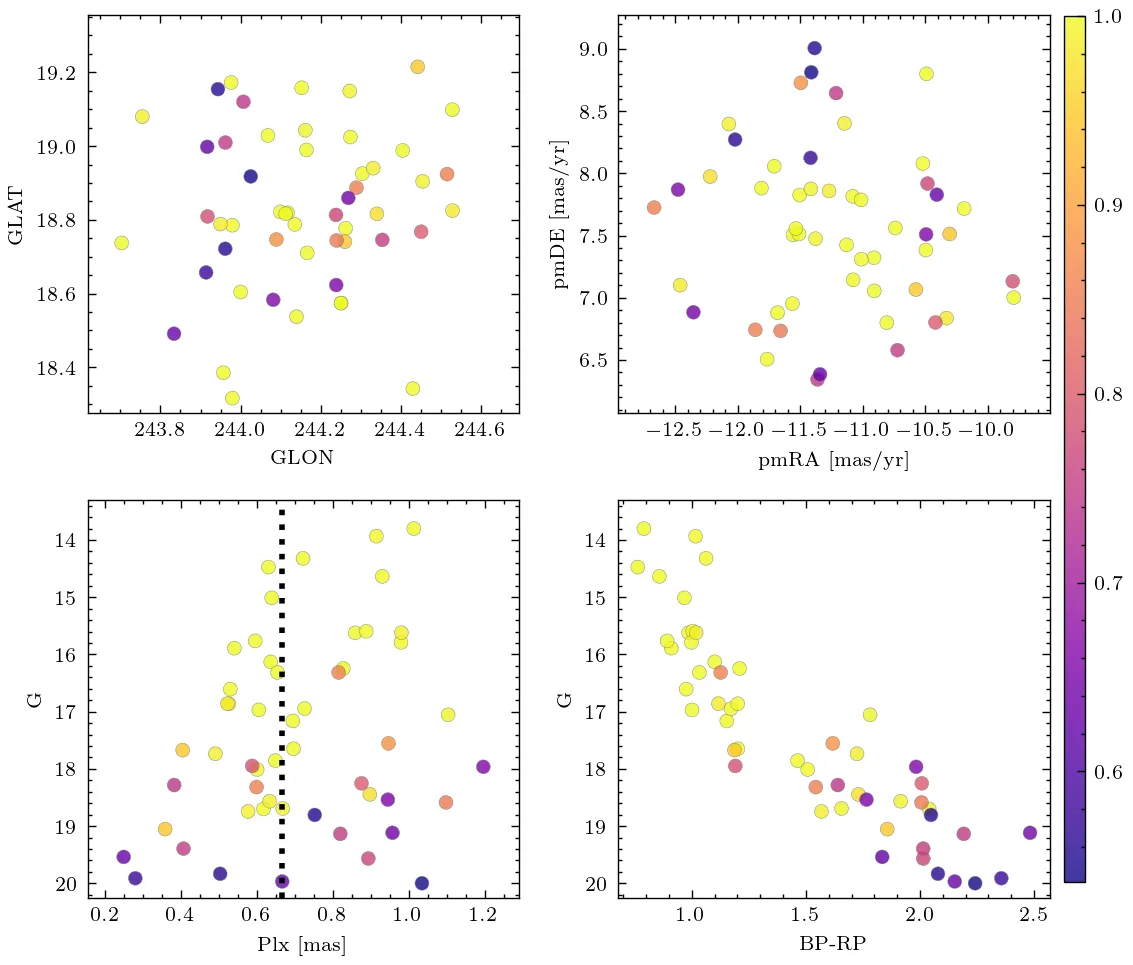 19.2
19.0
18.8
18.6
18.4
GLAT
243.8 244.0 244.2 244.4 244.6
GLON
9.0
8.5
8.0
7.5
7.0
6.5
pmDE [mas/yr]
−12.5 −12.0 −11.5 −11.0 −10.5 −10.0
pmRA [mas/yr]
1.0
0.9
0.8
0.7
0.6
14
15
16
17
18
19
20
G
0.2 0.4 0.6 0.8 1.0 1.2
Plx [mas]
14
15
16
17
18
19
20
G
1.0 1.5 2.0 2.5
BP-RP